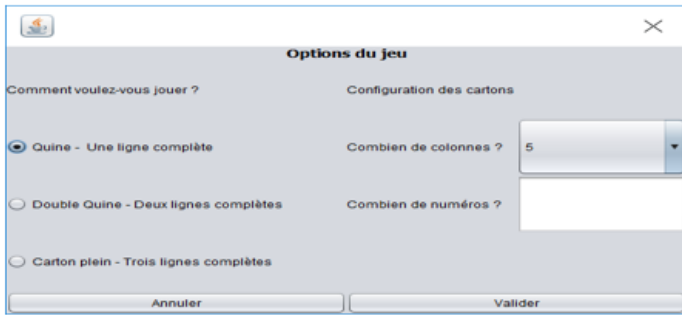 Options du jeu
Comment voulez-vous jouer ?
Configuration des cartons
Quine - Une ligne complète
Combien de colonnes ?
5
Double Quine - Deux lignes complètes
Combien de numéros ?
Carton plein - Trois lignes complètes
Annuler
Valider